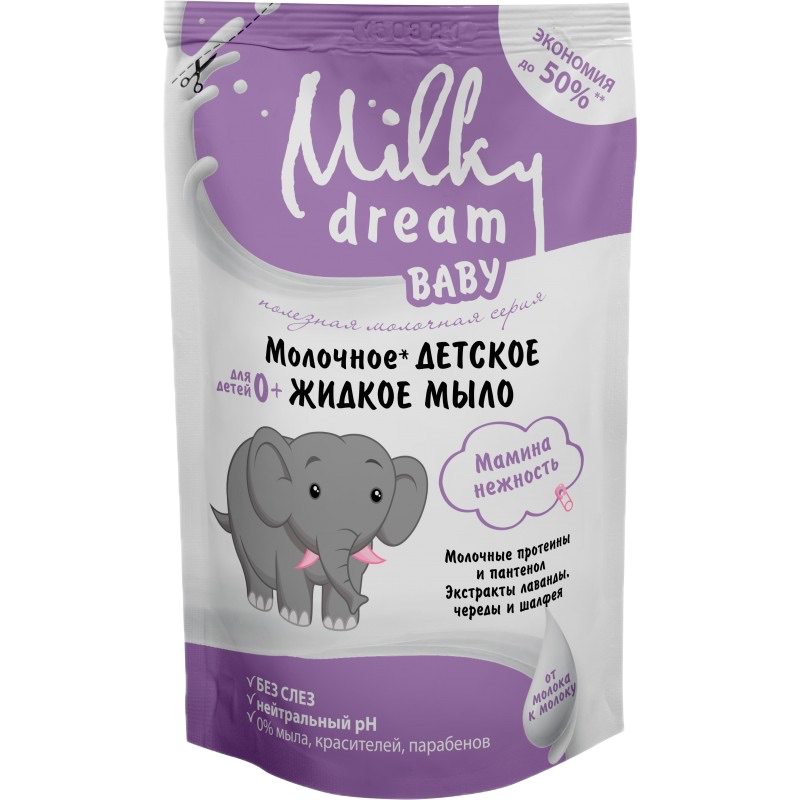 ЭКОНОМИЯ
до 50%**
Milky
dream
BABY
полезная молочная серия
Молочное* ДЕТСКОЕ
для
детей 0+
ЖИДКОЕ МЫЛО
Мамина
нежность
Молочные протеины
и пантенол
Экстракты лаванды,
череды и шалфея
от
молока
к молоку
√ БЕЗ СЛЕЗ
√ нейтральный pH
√ 0% мыла, красителей, парабенов